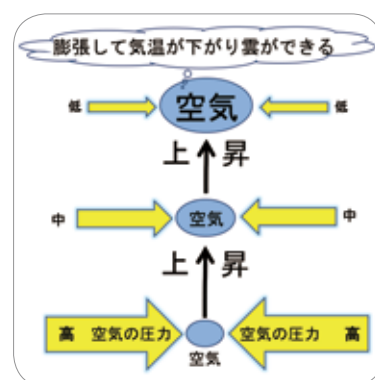 膨張して気温が下がり雲ができる
低 空気 低
上昇
中 空気 中
上昇
高 空気の圧力 空気の圧力 高
空気